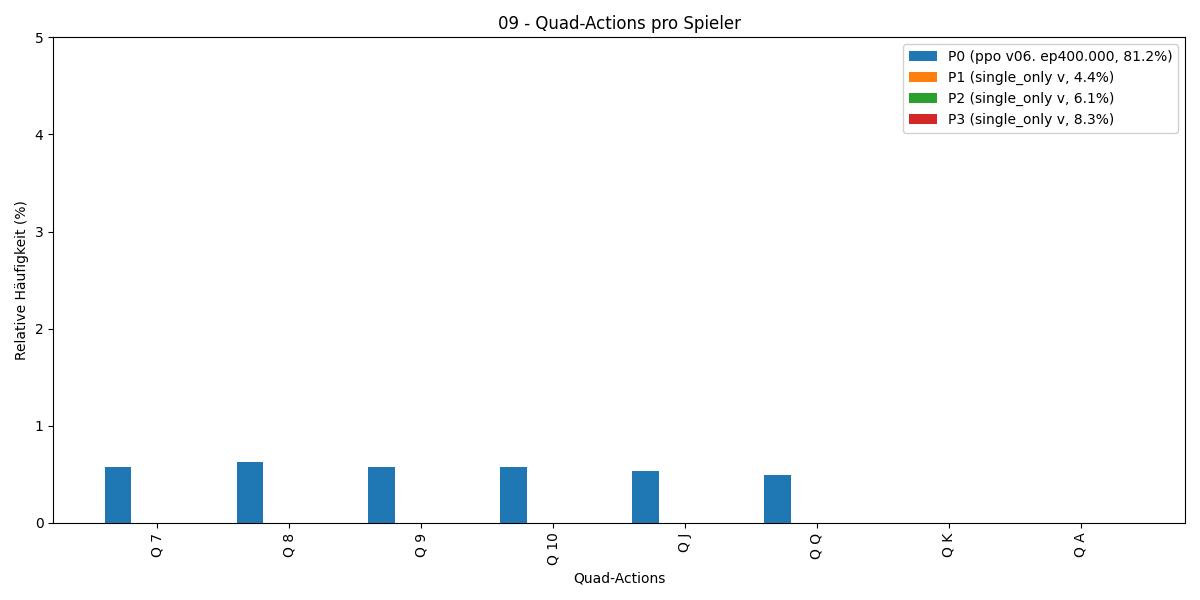 09 - Quad-Actions pro Spieler
5
4
3
2
1
0
Relative Häufigkeit (%)
P0 (ppo v06. ep400.000, 81.2%)
P1 (single_only v, 4.4%)
P2 (single_only v, 6.1%)
P3 (single_only v, 8.3%)
Q 7
Q 8
Q 9
Q 10
Q J
Q Q
Q K
Q A
Quad-Actions